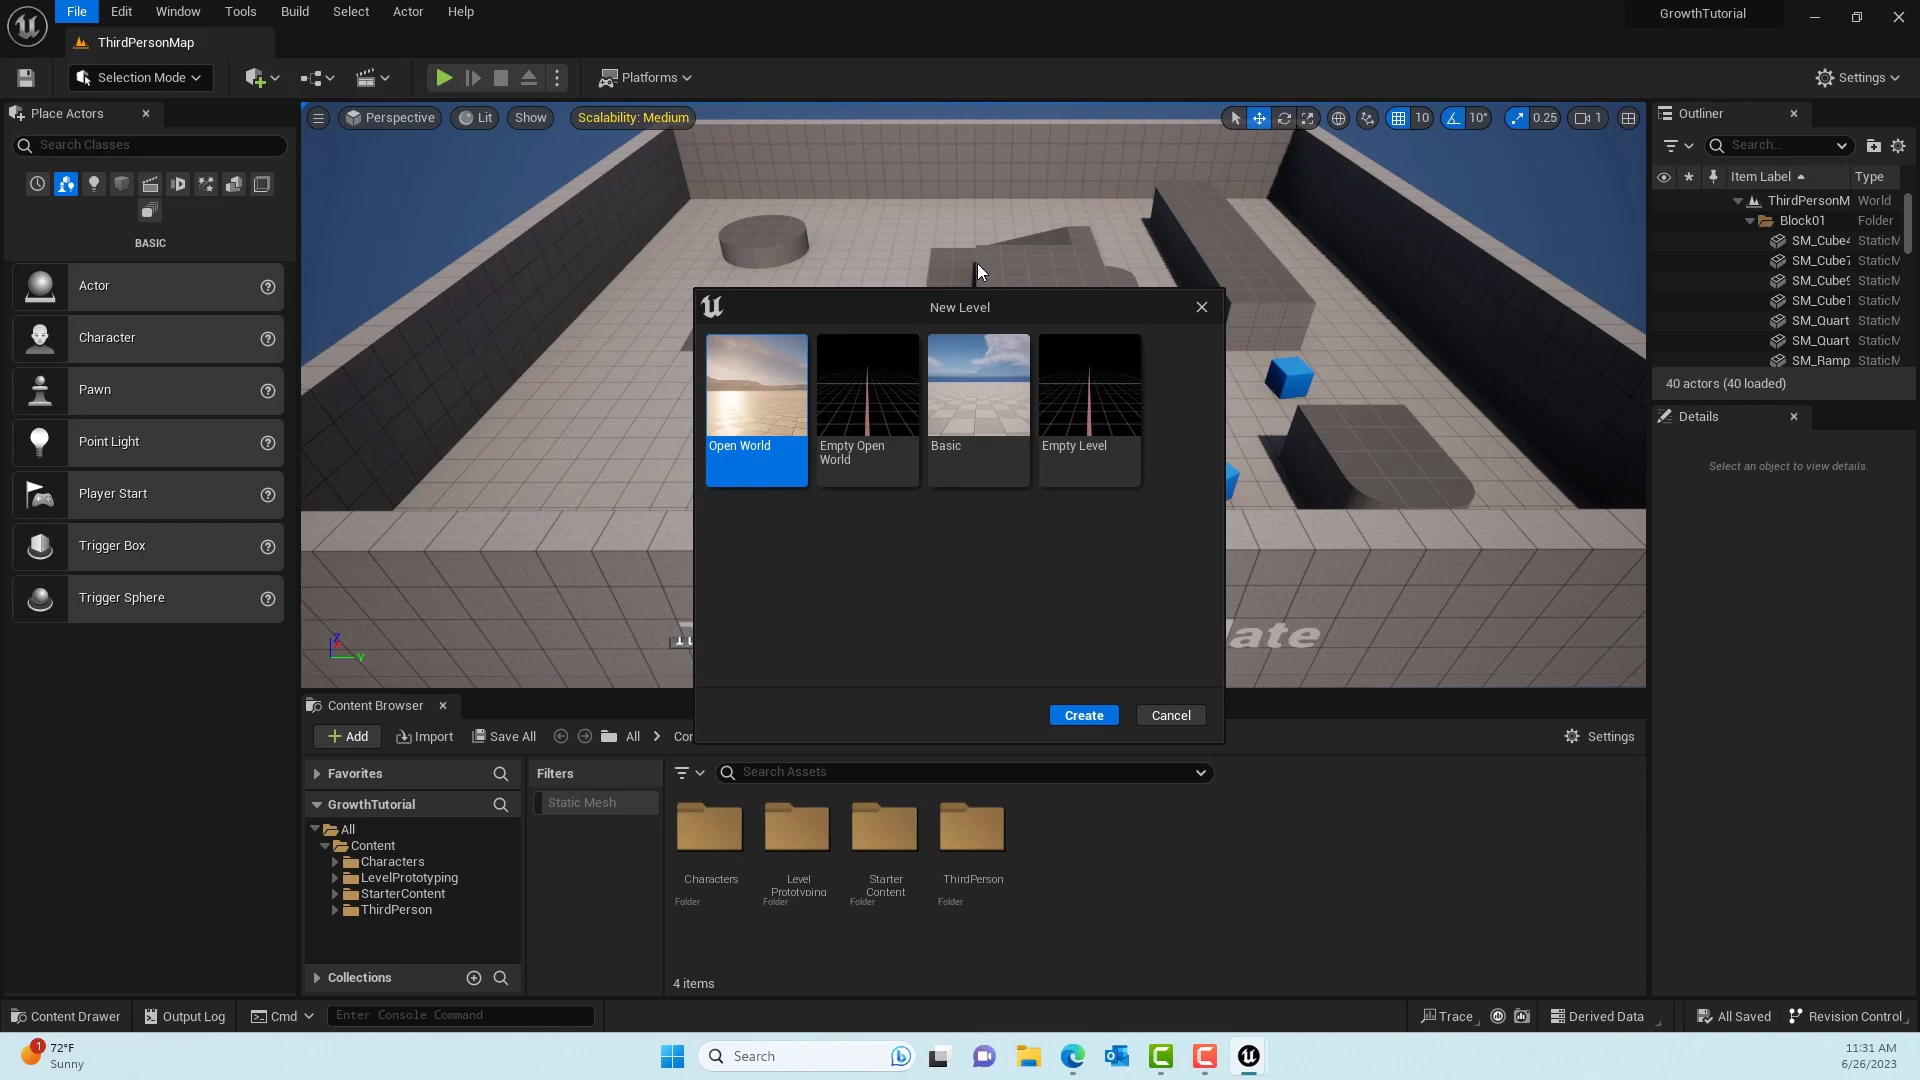 File Edit Window Tools Build Select Actor Help
GrowthTutorial
ThirdPersonMap
Selection Mode
Platforms
Settings
Place Actors
Perspective
Lit
Show
Scalability: Medium
10
10°
0.25
1
Outliner
Search Classes
Search...
Item Label
Type
ThirdPersonM World
Block01 Folder
SM_Cube4 StaticM
SM_Cube7 StaticM
SM_Cube9 StaticM
SM_Cube1 StaticM
SM_Quart StaticM
SM_Quart StaticM
SM_Ramp StaticM
40 actors (40 loaded)
Details
Select an object to view details.
BASIC
Actor
Character
Pawn
Point Light
Player Start
Trigger Box
Trigger Sphere
New Level
Open World
Empty Open
World
Basic
Empty Level
Create
Cancel
ate
Z
Y
Content Browser
Add
Import
Save All
All
Con
Settings
Favorites
GrowthTutorial
All
Content
Characters
LevelPrototyping
StarterContent
ThirdPerson
Collections
Filters
Static Mesh
Search Assets
Characters
Folder
Level
Prototyping
Folder
Starter
Content
Folder
ThirdPerson
Folder
4 items
Content Drawer
Output Log
Cmd
Enter Console Command
Trace
Derived Data
All Saved
Revision Control
1
72°F
Sunny
Search
11:31 AM
6/26/2023